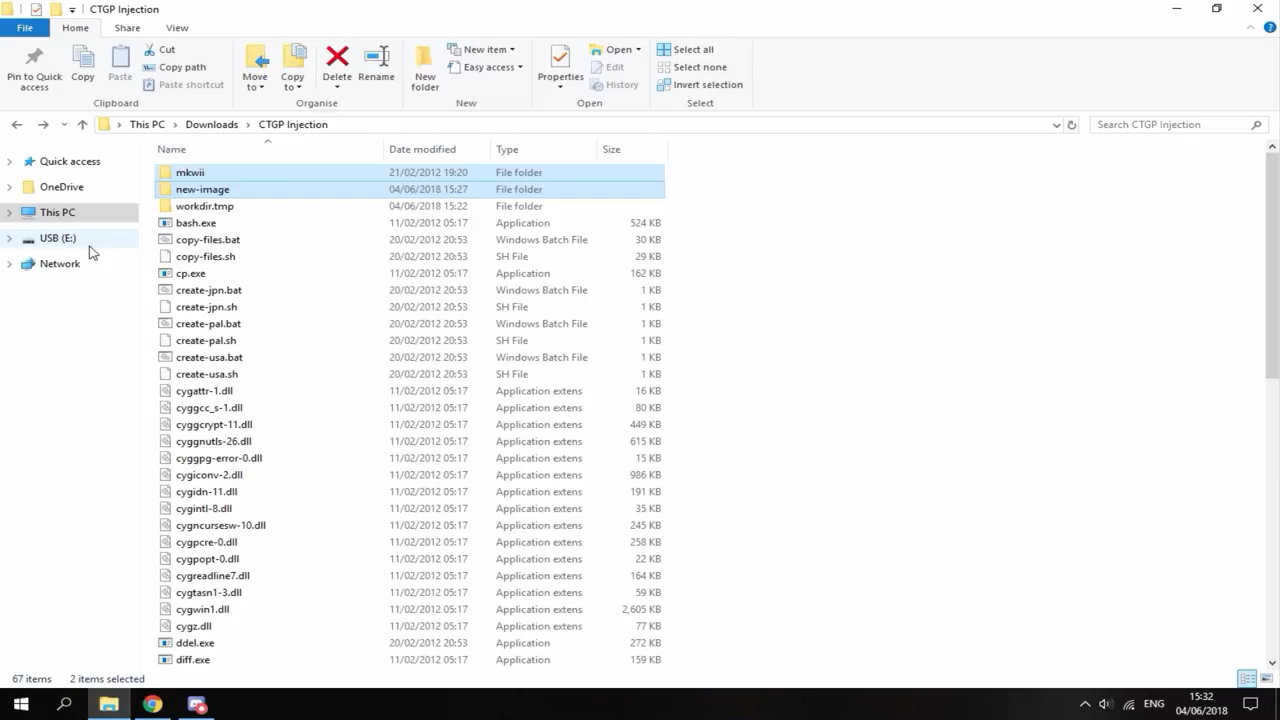 CTGP Injection
File Home Share View
Pin to Quick access
Copy
Paste
Cut
Copy path
Paste shortcut
Clipboard
Move to
Copy to
Delete
Rename
Organise
New folder
New item
Easy access
New
Properties
Open
Edit
History
Open
Select all
Select none
Invert selection
Select
This PC Downloads CTGP Injection
Search CTGP Injection
Quick access
OneDrive
This PC
USB (E:)
Network
Name Date modified Type Size
mkwii 21/02/2012 19:20 File folder
new-image 04/06/2018 15:27 File folder
workdir.tmp 04/06/2018 15:22 File folder
bash.exe 11/02/2012 05:17 Application 524 KB
copy-files.bat 20/02/2012 20:53 Windows Batch File 30 KB
copy-files.sh 20/02/2012 20:53 SH File 29 KB
cp.exe 11/02/2012 05:17 Application 162 KB
create-jpn.bat 20/02/2012 20:53 Windows Batch File 1 KB
create-jpn.sh 20/02/2012 20:53 SH File 1 KB
create-pal.bat 20/02/2012 20:53 Windows Batch File 1 KB
create-pal.sh 20/02/2012 20:53 SH File 1 KB
create-usa.bat 20/02/2012 20:53 Windows Batch File 1 KB
create-usa.sh 20/02/2012 20:53 SH File 1 KB
cygattr-1.dll 11/02/2012 05:17 Application extens 16 KB
cyggcc_s-1.dll 11/02/2012 05:17 Application extens 80 KB
cyggcrypt-11.dll 11/02/2012 05:17 Application extens 449 KB
cyggnutls-26.dll 11/02/2012 05:17 Application extens 615 KB
cyggpg-error-0.dll 11/02/2012 05:17 Application extens 15 KB
cygiconv-2.dll 11/02/2012 05:17 Application extens 986 KB
cygidn-11.dll 11/02/2012 05:17 Application extens 191 KB
cygintl-8.dll 11/02/2012 05:17 Application extens 35 KB
cygncursesw-10.dll 11/02/2012 05:17 Application extens 245 KB
cygpcre-0.dll 11/02/2012 05:17 Application extens 258 KB
cygpopt-0.dll 11/02/2012 05:17 Application extens 22 KB
cygreadline7.dll 11/02/2012 05:17 Application extens 164 KB
cygtasn1-3.dll 11/02/2012 05:17 Application extens 59 KB
cygwin1.dll 11/02/2012 05:17 Application extens 2,605 KB
cygz.dll 11/02/2012 05:17 Application extens 77 KB
ddel.exe 20/02/2012 20:53 Application 272 KB
diff.exe 11/02/2012 05:17 Application 159 KB
67 items 2 items selected
ENG
15:32
04/06/2018